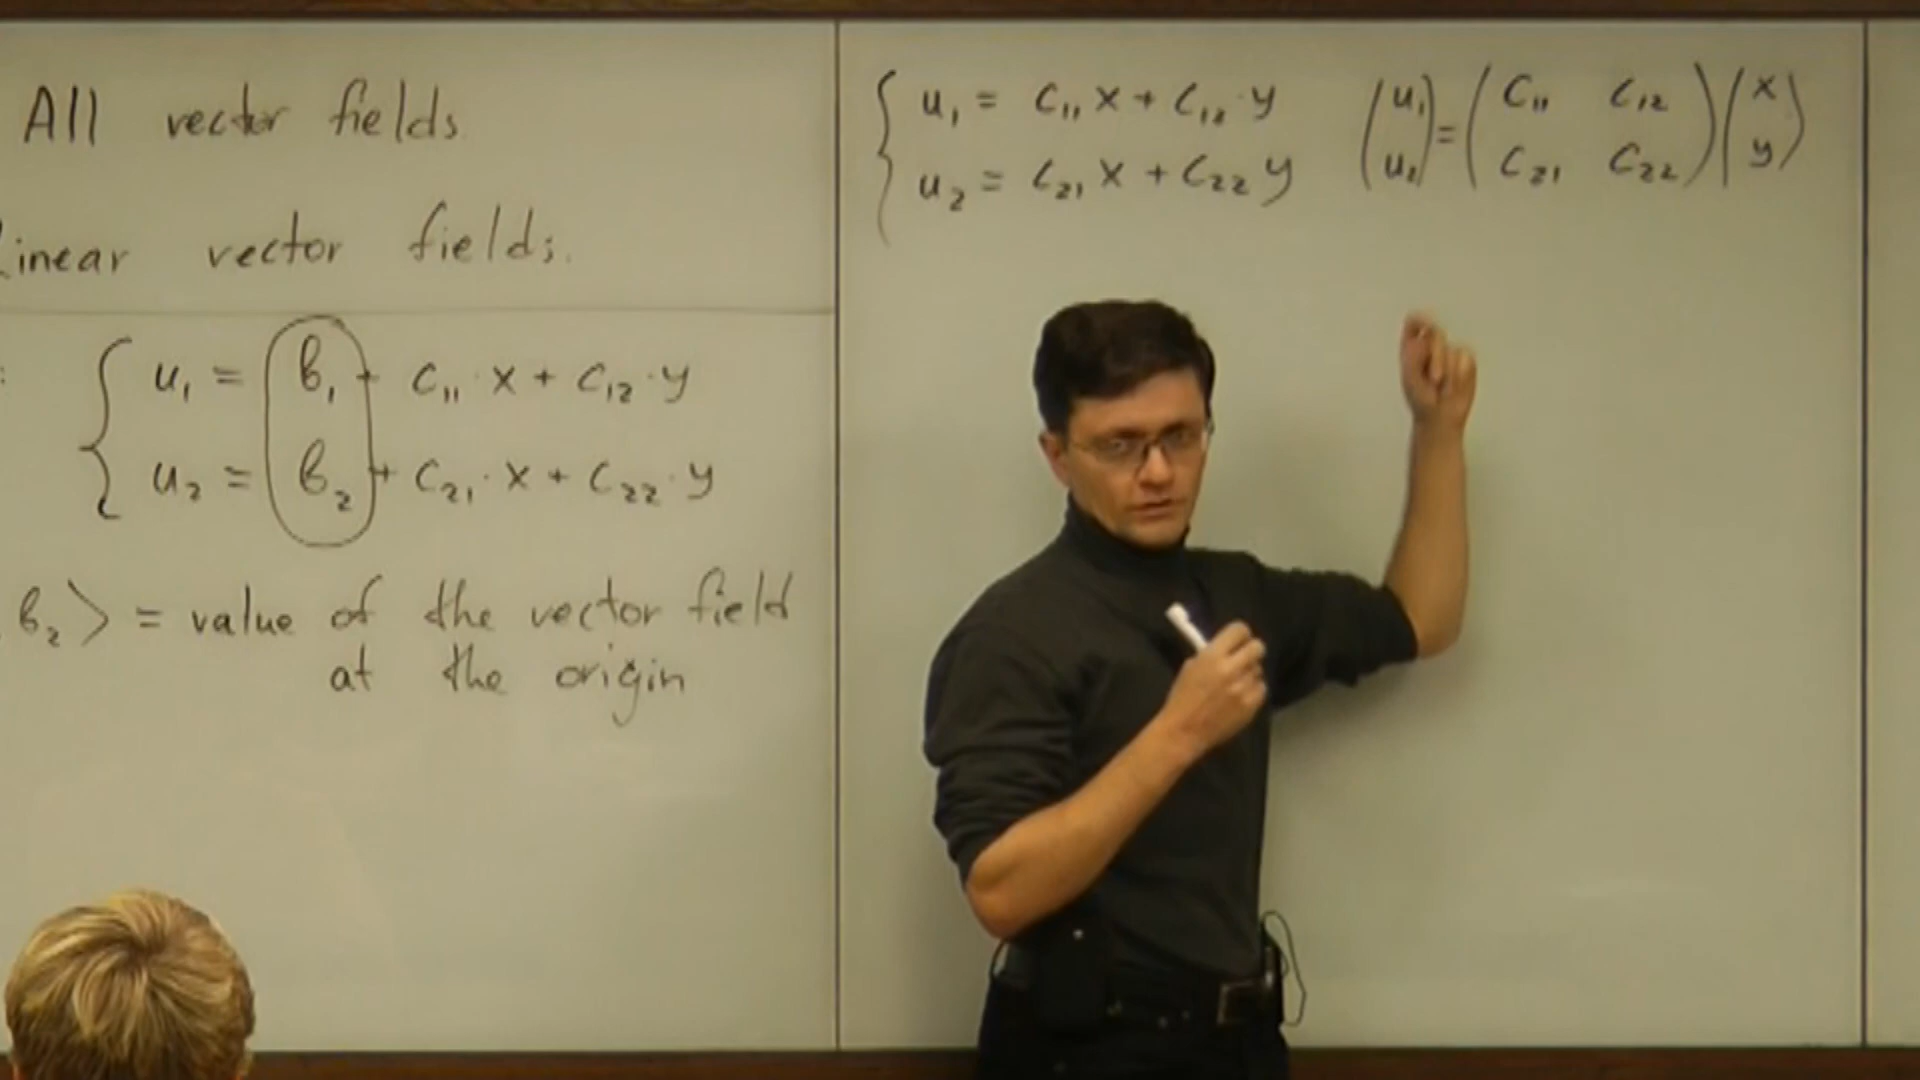 All vector fields
Linear vector fields.
: { u₁ = b₁ + c₁₁ · x + c₁₂ · y
u₂ = b₂ + c₂₁ · x + c₂₂ · y
b₂ ⟩ = value of the vector field
at the origin
{ u₁ = c₁₁ x + c₁₂ · y
u₂ = c₂₁ x + c₂₂ y
(u₁) = (c₁₁ c₁₂) (x)
(u₂) (c₂₁ c₂₂) (y)